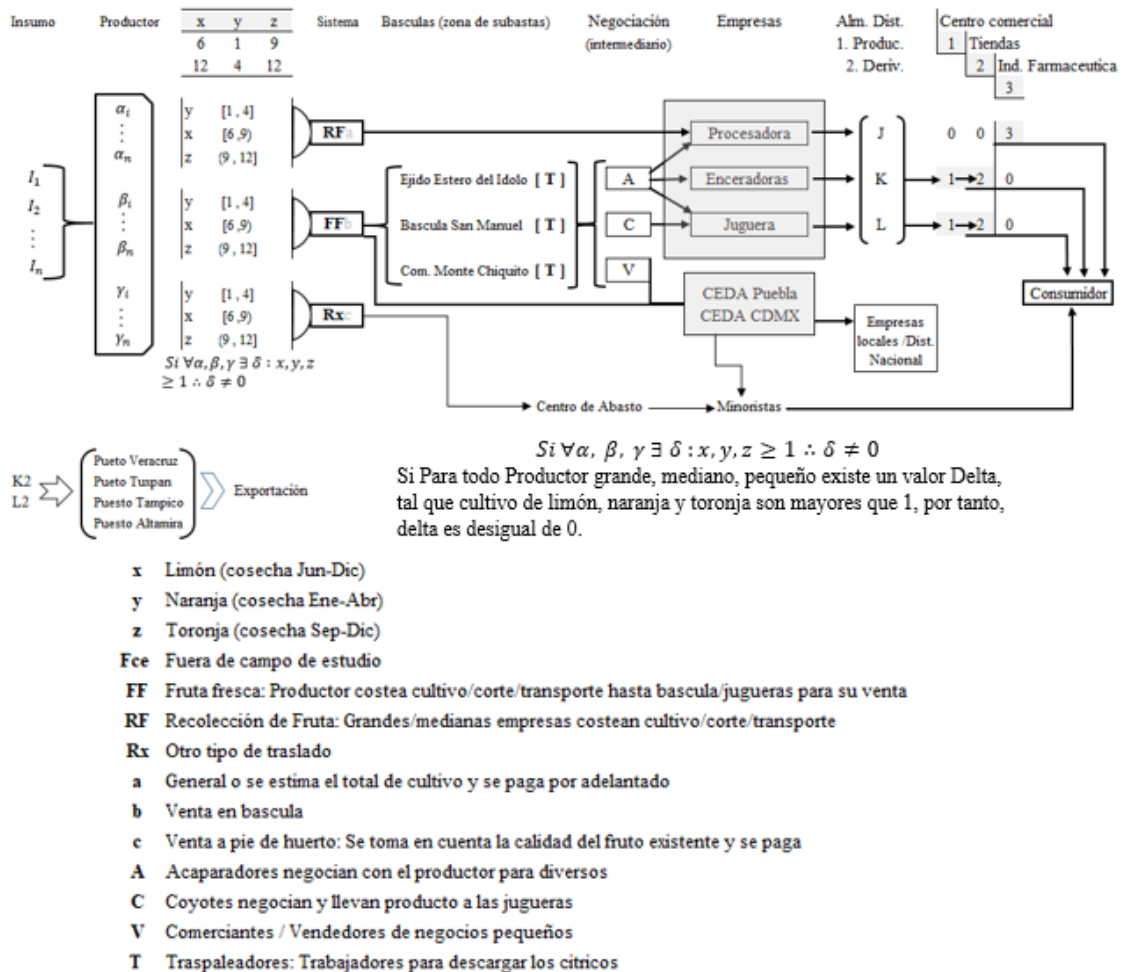 Insumo Productor x y z Sistema Basculas (zona de subastas) Negociación Empresas Alm. Dist. Centro comercial
6 1 9 (intermediario) 1. Produc. 1 Tiendas
12 4 12 2. Deriv. 2 Ind. Farmaceutica
3
I1
I2
⋮
In
αi
⋮
αn
y [1 , 4]
x [6 ,9)
z (9 , 12]
RFa
βi
⋮
βn
y [1 , 4]
x [6 ,9)
z (9 , 12]
FFb
γi
⋮
γn
y [1 , 4]
x [6 ,9)
z (9 , 12]
Rxc
Si ∀α, β, γ ∃ δ : x, y, z
≥ 1 ∴ δ ≠ 0
Ejido Estero del Idolo [ T ]
Bascula San Manuel [ T ]
Com. Monte Chiquito [ T ]
A
C
V
Procesadora
Enceradoras
Juguera
CEDA Puebla
CEDA CDMX
J
K
L
0 0 3
1 2 0
1 2 0
Consumidor
Empresas
locales /Dist.
Nacional
Centro de Abasto
Minoristas
K2
L2
Pueto Veracruz
Pueto Tuxpan
Puesto Tampico
Puesto Altamira
Exportación
Si ∀α, β, γ ∃ δ : x, y, z ≥ 1 ∴ δ ≠ 0
Si Para todo Productor grande, mediano, pequeño existe un valor Delta,
tal que cultivo de limón, naranja y toronja son mayores que 1, por tanto,
delta es desigual de 0.
x Limón (cosecha Jun-Dic)
y Naranja (cosecha Ene-Abr)
z Toronja (cosecha Sep-Dic)
Fce Fuera de campo de estudio
FF Fruta fresca: Productor costea cultivo/corte/transporte hasta bascula/jugueras para su venta
RF Recolección de Fruta: Grandes/medianas empresas costean cultivo/corte/transporte
Rx Otro tipo de traslado
a General o se estima el total de cultivo y se paga por adelantado
b Venta en bascula
c Venta a pie de huerto: Se toma en cuenta la calidad del fruto existente y se paga
A Acaparadores negocian con el productor para diversos
C Coyotes negocian y llevan producto a las jugueras
V Comerciantes / Vendedores de negocios pequeños
T Traspaleadores: Trabajadores para descargar los citricos